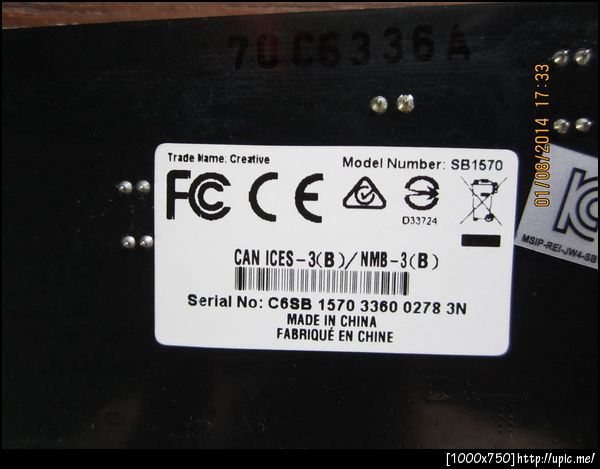 70C6336A
01/08/2014 17:33
Trade Name: Creative
Model Number: SB1570
FC CE
D33724
MSIP-REI-JW4-SB
CAN ICES-3(B)/NMB-3(B)
Serial No: C6SB 1570 3360 0278 3N
MADE IN CHINA
FABRIQUÉ EN CHINE
[1000x750]http://upic.me/